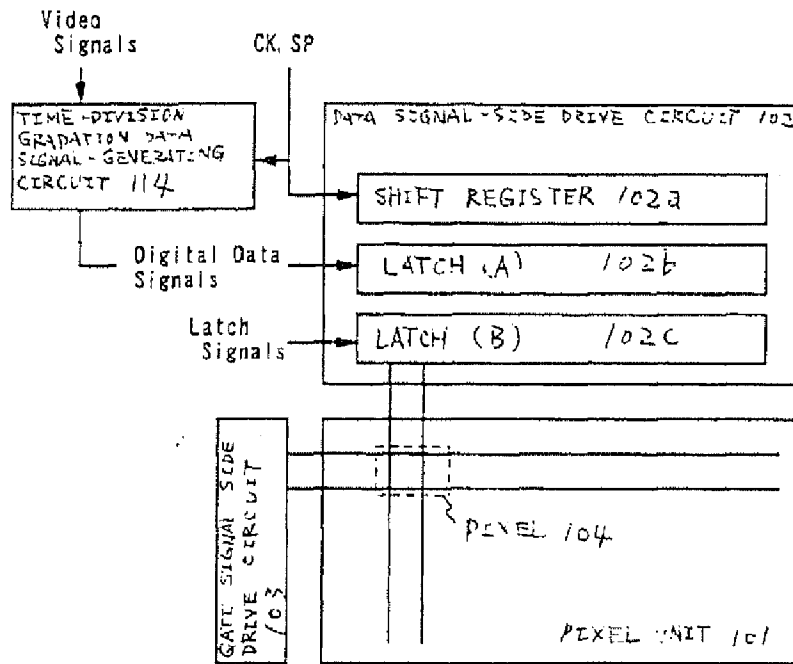 Video
Signals
CK, SP
TIME-DIVISION
GRADATION DATA
SIGNAL-GENERATING
CIRCUIT 114
DATA SIGNAL-SIDE DRIVE CIRCUIT 102
SHIFT REGISTER 102a
Digital Data
Signals
LATCH (A) 102b
Latch
Signals
LATCH (B) 102c
GATE SIGNAL SIDE
DRIVE CIRCUIT
103
PIXEL 104
PIXEL UNIT 101